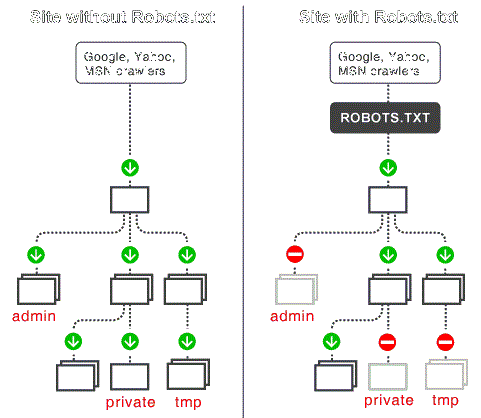 Site without Robots.txt
Google, Yahoo,
MSN crawlers
admin
private
tmp
Site with Robots.txt
Google, Yahoo,
MSN crawlers
ROBOTS.TXT
admin
private
tmp